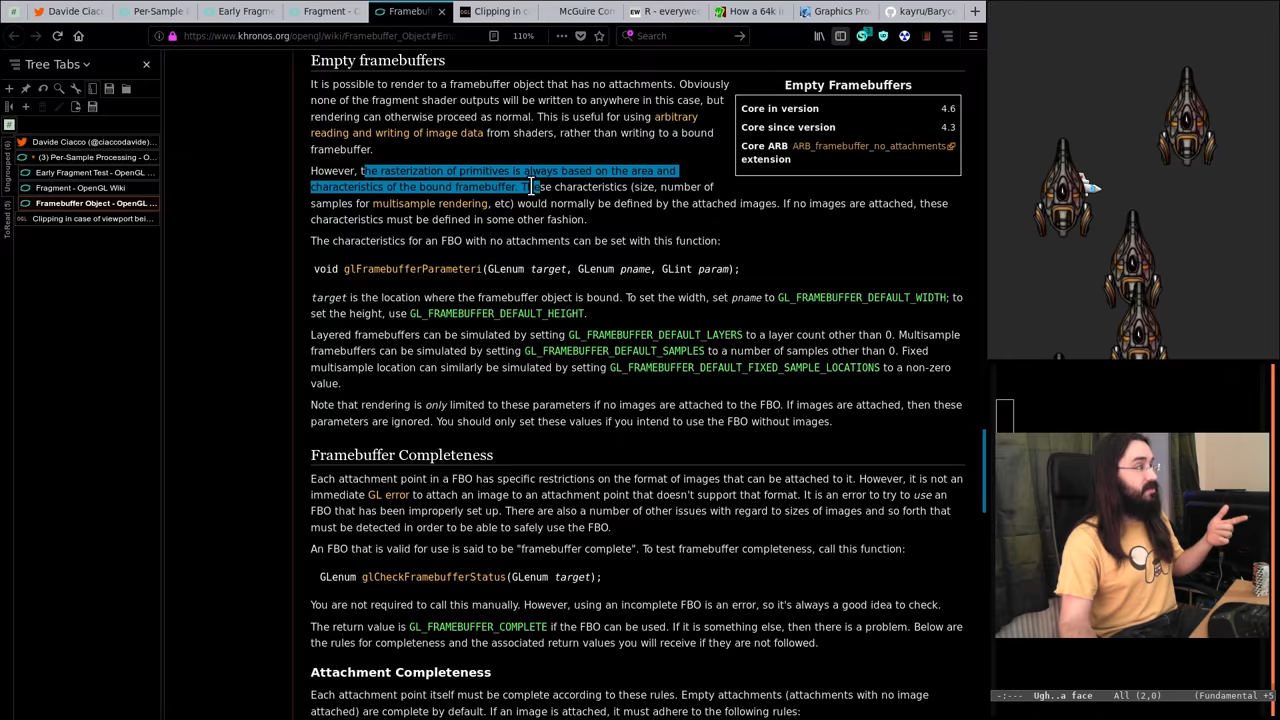 Davide Ciacc
Per-Sample
Early Fragme
Fragment - O
Framebuf
Clipping in c
McGuire Con
R - everywee
How a 64k in
Graphics Pro
kayru/Baryce
https://www.khronos.org/opengl/wiki/Framebuffer_Object#Em
110%
Search
Tree Tabs
Ungrouped (6)
ToRead (5)
Davide Ciacco (@ciaccodavide)...
(3) Per-Sample Processing - O...
Early Fragment Test - OpenGL ...
Fragment - OpenGL Wiki
Framebuffer Object - OpenGL ...
Clipping in case of viewport bei...
Empty framebuffers
It is possible to render to a framebuffer object that has no attachments. Obviously
none of the fragment shader outputs will be written to anywhere in this case, but
rendering can otherwise proceed as normal. This is useful for using arbitrary
reading and writing of image data from shaders, rather than writing to a bound
framebuffer.
Empty Framebuffers
Core in version 4.6
Core since version 4.3
Core ARB ARB_framebuffer_no_attachments
extension
However, the rasterization of primitives is always based on the area and
characteristics of the bound framebuffer. These characteristics (size, number of
samples for multisample rendering, etc) would normally be defined by the attached images. If no images are attached, these
characteristics must be defined in some other fashion.
The characteristics for an FBO with no attachments can be set with this function:
void glFramebufferParameteri(GLenum target, GLenum pname, GLint param);
target is the location where the framebuffer object is bound. To set the width, set pname to GL_FRAMEBUFFER_DEFAULT_WIDTH; to
set the height, use GL_FRAMEBUFFER_DEFAULT_HEIGHT.
Layered framebuffers can be simulated by setting GL_FRAMEBUFFER_DEFAULT_LAYERS to a layer count other than 0. Multisample
framebuffers can be simulated by setting GL_FRAMEBUFFER_DEFAULT_SAMPLES to a number of samples other than 0. Fixed
multisample location can similarly be simulated by setting GL_FRAMEBUFFER_DEFAULT_FIXED_SAMPLE_LOCATIONS to a non-zero
value.
Note that rendering is only limited to these parameters if no images are attached to the FBO. If images are attached, then these
parameters are ignored. You should only set these values if you intend to use the FBO without images.
Framebuffer Completeness
Each attachment point in a FBO has specific restrictions on the format of images that can be attached to it. However, it is not an
immediate GL error to attach an image to an attachment point that doesn't support that format. It is an error to try to use an
FBO that has been improperly set up. There are also a number of other issues with regard to sizes of images and so forth that
must be detected in order to be able to safely use the FBO.
An FBO that is valid for use is said to be "framebuffer complete". To test framebuffer completeness, call this function:
GLenum glCheckFramebufferStatus(GLenum target);
You are not required to call this manually. However, using an incomplete FBO is an error, so it's always a good idea to check.
The return value is GL_FRAMEBUFFER_COMPLETE if the FBO can be used. If it is something else, then there is a problem. Below are
the rules for completeness and the associated return values you will receive if they are not followed.
Attachment Completeness
Each attachment point itself must be complete according to these rules. Empty attachments (attachments with no image
attached) are complete by default. If an image is attached, it must adhere to the following rules:
-:--- Ugh..a face All (2,0) (Fundamental +5